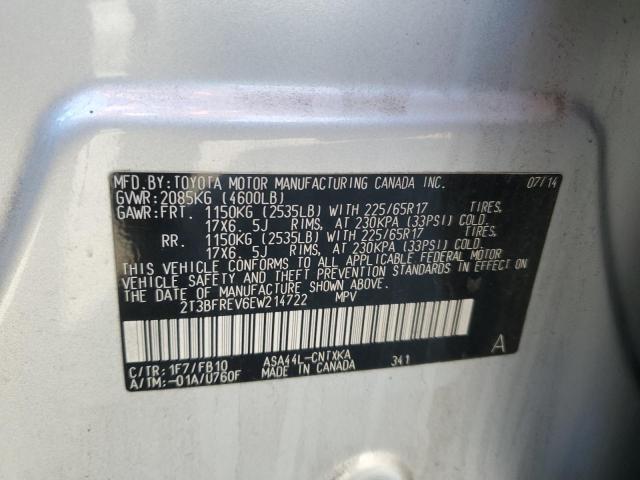 MFD.BY:TOYOTA MOTOR MANUFACTURING CANADA INC. 07/14
GVWR:2085KG (4600LB)
GAWR:FRT. 1150KG (2535LB) WITH 225/65R17 TIRES,
17X6.5J RIMS, AT 230KPA (33PSI) COLD.
RR. 1150KG (2535LB) WITH 225/65R17 TIRES,
17X6.5J RIMS, AT 230KPA (33PSI) COLD.
THIS VEHICLE CONFORMS TO ALL APPLICABLE FEDERAL MOTOR
VEHICLE SAFETY AND THEFT PREVENTION STANDARDS IN EFFECT ON
THE DATE OF MANUFACTURE SHOWN ABOVE.
2T3BFREV6EW214722 MPV
C/TR:1F7/FB10 ASA44L-CNTXKA 341 A
A/TM:-01A/U760F MADE IN CANADA